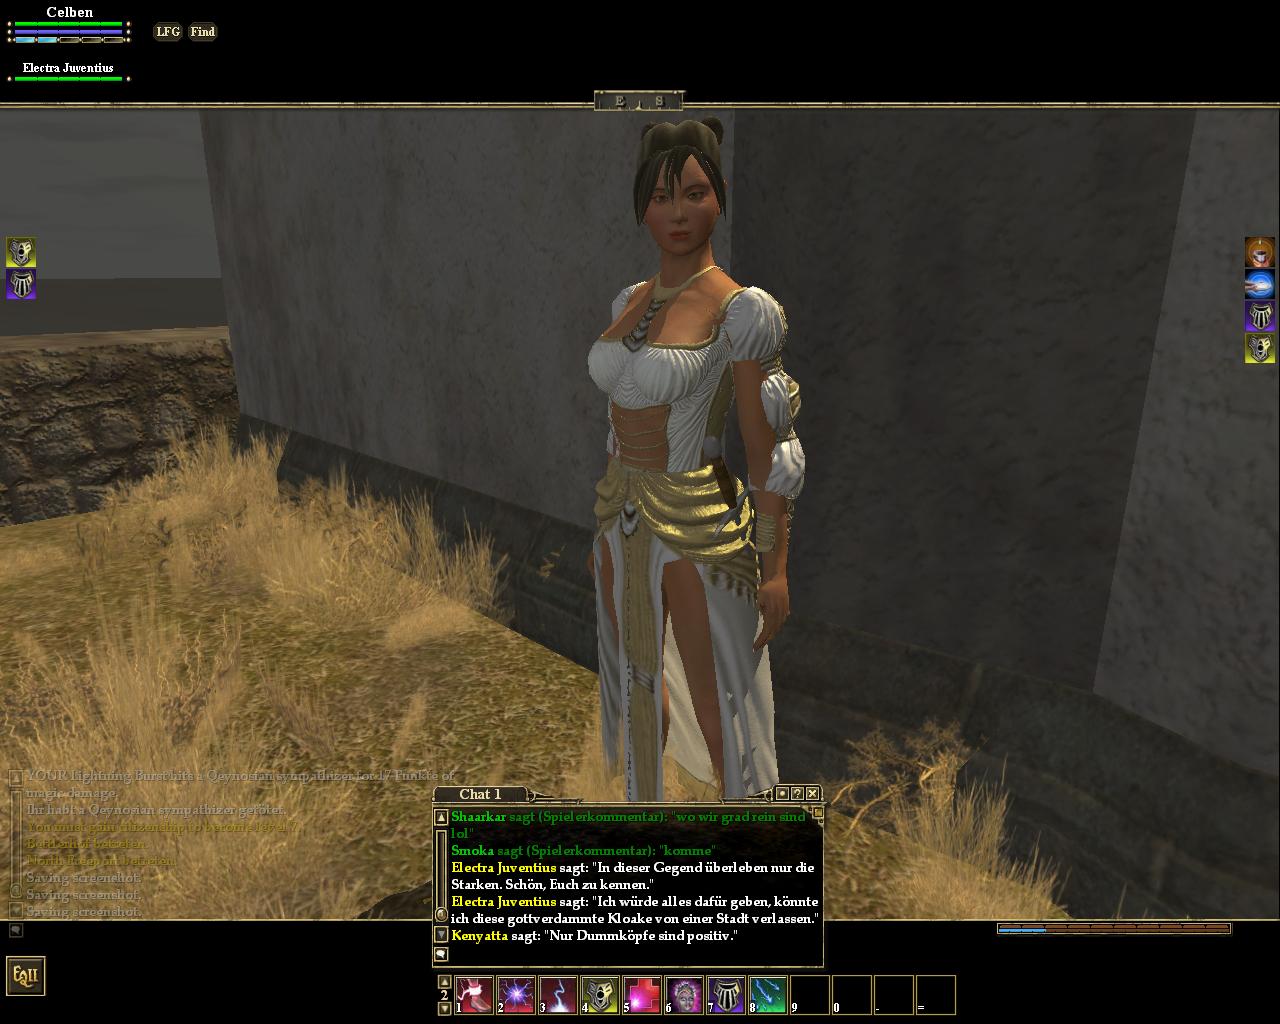 Celben
LFG Find
Electra Juventius
E S
YOUR Lightning Burst hits a Qeynosian sympathizer for 17 Punkte of
magic damage.
Ihr habt a Qeynosian sympathizer getötet.
You must gain citizenship to become level 7.
Bettlerhof betreten.
North Freeport betreten.
Saving screenshot.
Saving screenshot.
Saving screenshot.
Chat 1
Shaarkar sagt (Spielerkommentar): "wo wir grad rein sind
lol"
Smoka sagt (Spielerkommentar): "komme"
Electra Juventius sagt: "In dieser Gegend überleben nur die
Starken. Schön, Euch zu kennen."
Electra Juventius sagt: "Ich würde alles dafür geben, könnte
ich diese gottverdammte Kloake von einer Stadt verlassen."
Kenyatta sagt: "Nur Dummköpfe sind positiv."
EQII
2 1 2 3 4 5 6 7 8 9 0 - =